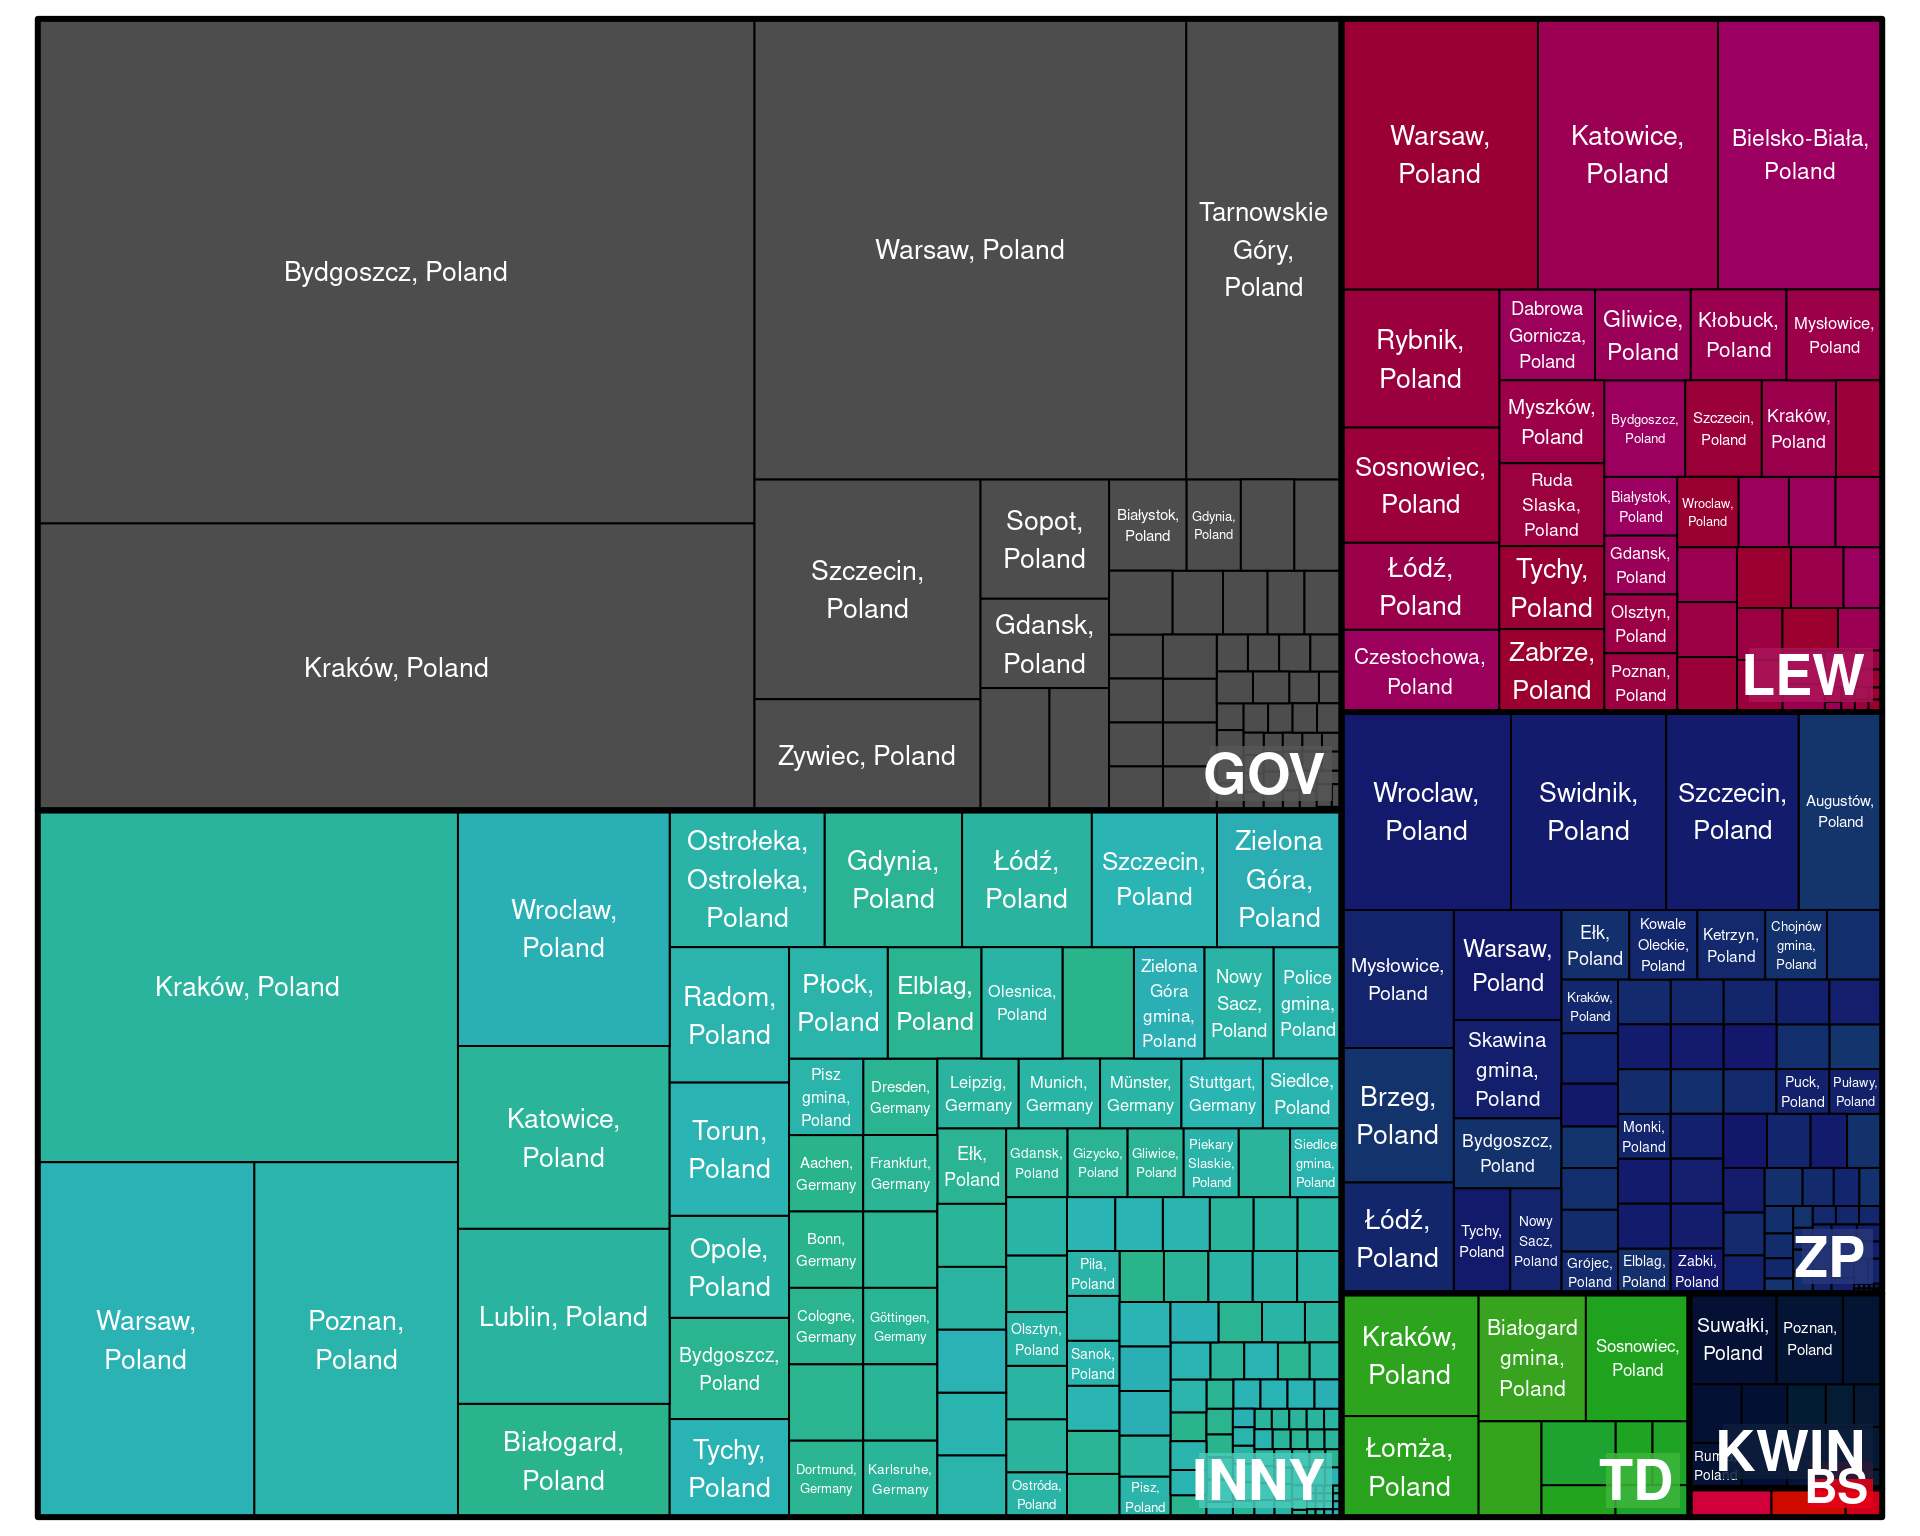 Bydgoszcz, Poland
Kraków, Poland
Warsaw, Poland
Tarnowskie
Góry,
Poland
Szczecin,
Poland
Zywiec, Poland
Sopot,
Poland
Gdansk,
Poland
Białystok,
Poland
Gdynia,
Poland
GOV
Warsaw,
Poland
Katowice,
Poland
Bielsko-Biała,
Poland
Rybnik,
Poland
Sosnowiec,
Poland
Łódź,
Poland
Czestochowa,
Poland
Dabrowa
Gornicza,
Poland
Gliwice,
Poland
Kłobuck,
Poland
Mysłowice,
Poland
Myszków,
Poland
Ruda
Slaska,
Poland
Tychy,
Poland
Zabrze,
Poland
Bydgoszcz,
Poland
Szczecin,
Poland
Kraków,
Poland
Białystok,
Poland
Wroclaw,
Poland
Gdansk,
Poland
Olsztyn,
Poland
Poznan,
Poland
LEW
Kraków, Poland
Warsaw,
Poland
Poznan,
Poland
Wroclaw,
Poland
Katowice,
Poland
Lublin, Poland
Białogard,
Poland
Ostrołeka,
Ostroleka,
Poland
Gdynia,
Poland
Łódź,
Poland
Szczecin,
Poland
Zielona
Góra,
Poland
Radom,
Poland
Torun,
Poland
Opole,
Poland
Bydgoszcz,
Poland
Tychy,
Poland
Płock,
Poland
Elblag,
Poland
Olesnica,
Poland
Zielona
Góra
gmina,
Poland
Nowy
Sacz,
Poland
Police
gmina,
Poland
Pisz
gmina,
Poland
Dresden,
Germany
Leipzig,
Germany
Munich,
Germany
Münster,
Germany
Stuttgart,
Germany
Siedlce,
Poland
Aachen,
Germany
Frankfurt,
Germany
Ełk,
Poland
Gdansk,
Poland
Gizycko,
Poland
Gliwice,
Poland
Piekary
Slaskie,
Poland
Siedlce
gmina,
Poland
Bonn,
Germany
Cologne,
Germany
Göttingen,
Germany
Dortmund,
Germany
Karlsruhe,
Germany
Piła,
Poland
Olsztyn,
Poland
Sanok,
Poland
Ostróda,
Poland
Pisz,
Poland
INNY
Wroclaw,
Poland
Swidnik,
Poland
Szczecin,
Poland
Augustów,
Poland
Mysłowice,
Poland
Brzeg,
Poland
Łódź,
Poland
Warsaw,
Poland
Skawina
gmina,
Poland
Bydgoszcz,
Poland
Tychy,
Poland
Nowy
Sacz,
Poland
Ełk,
Poland
Kowale
Oleckie,
Poland
Ketrzyn,
Poland
Chojnów
gmina,
Poland
Kraków,
Poland
Puck,
Poland
Puławy,
Poland
Monki,
Poland
Grójec,
Poland
Elblag,
Poland
Zabki,
Poland
ZP
Kraków,
Poland
Łomża,
Poland
Białogard
gmina,
Poland
Sosnowiec,
Poland
TD
Suwałki,
Poland
Poznan,
Poland
Poland
KWIN
BS